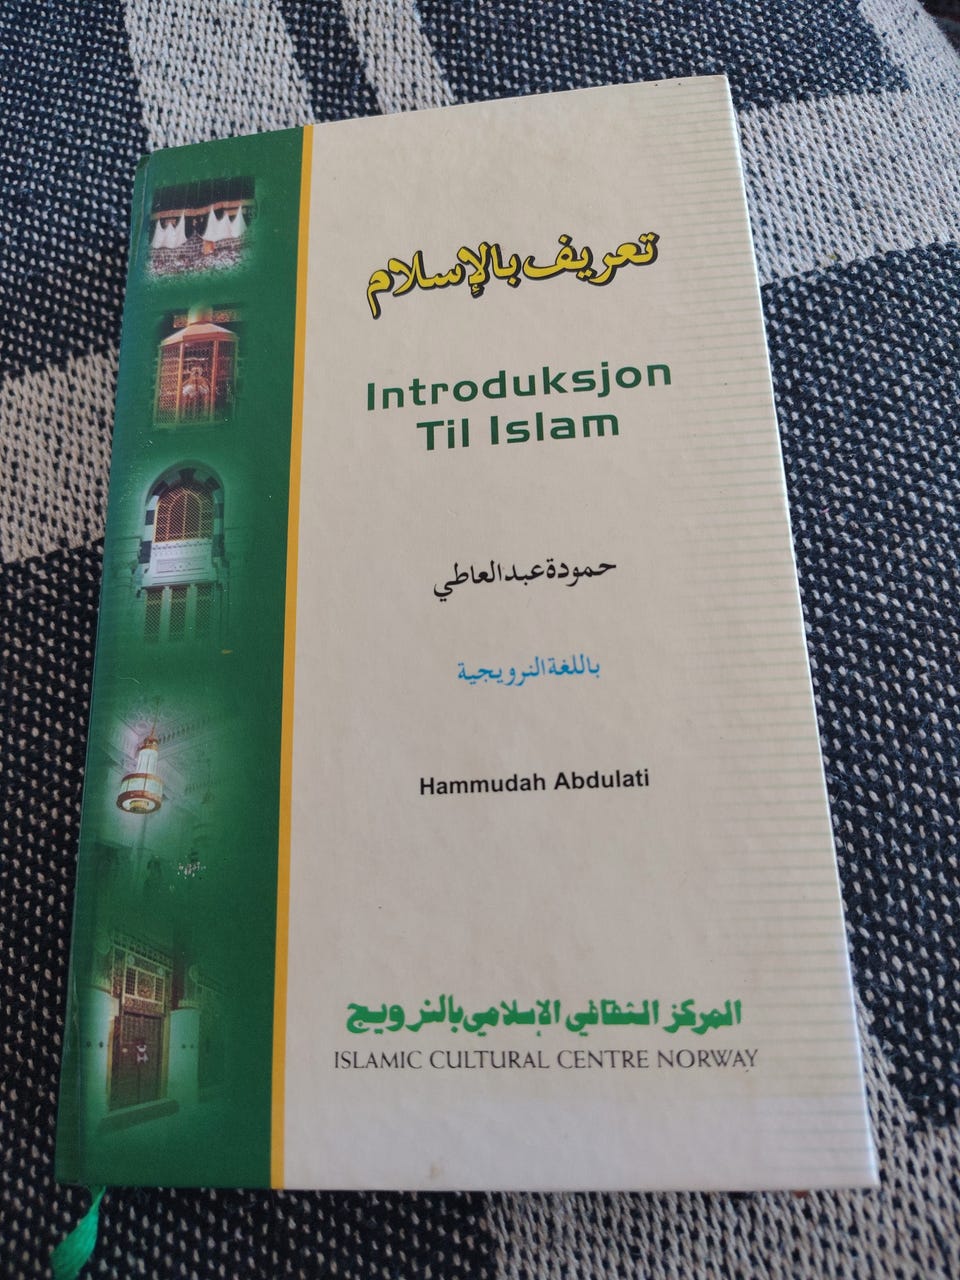 تعريف بالإسلام
Introduksjon
Til Islam
حمودة عبد العاطي
باللغة النرويجية
Hammudah Abdulati
المركز الثقافي الإسلامي بالنرويج
ISLAMIC CULTURAL CENTRE NORWAY